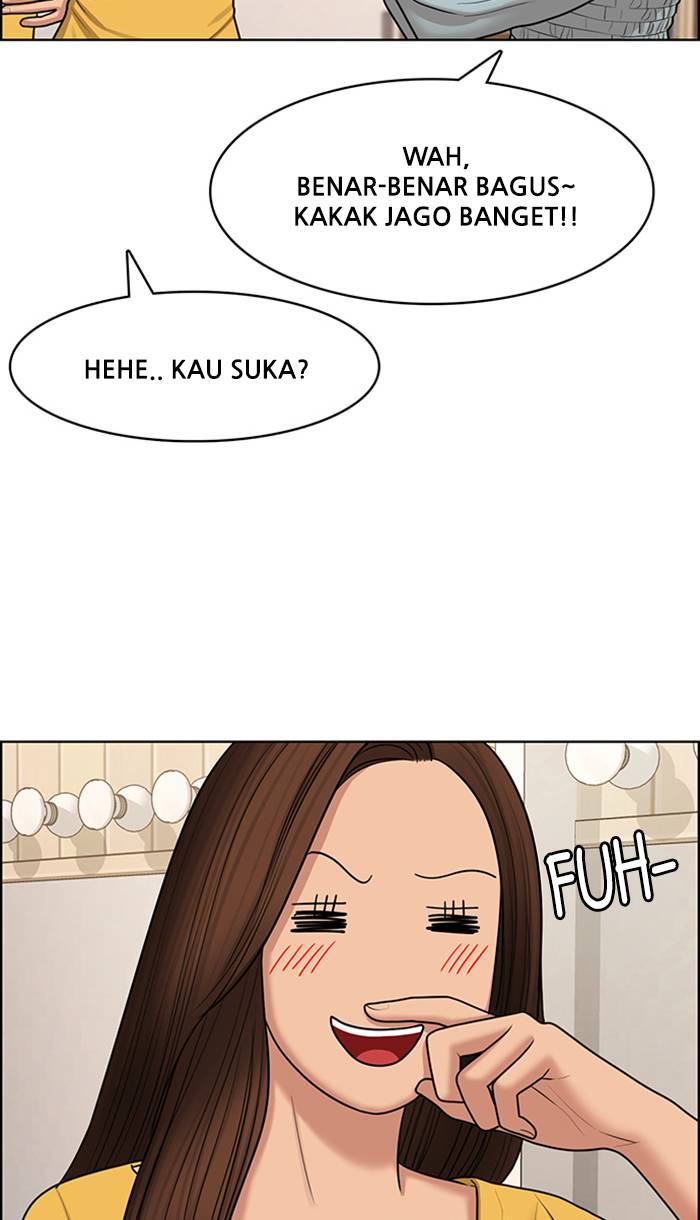 WAH,
BENAR-BENAR BAGUS~
KAKAK JAGO BANGET!!
HEHE.. KAU SUKA?
FUH-